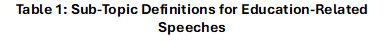 Table 1: Sub-Topic Definitions for Education-Related
Speeches